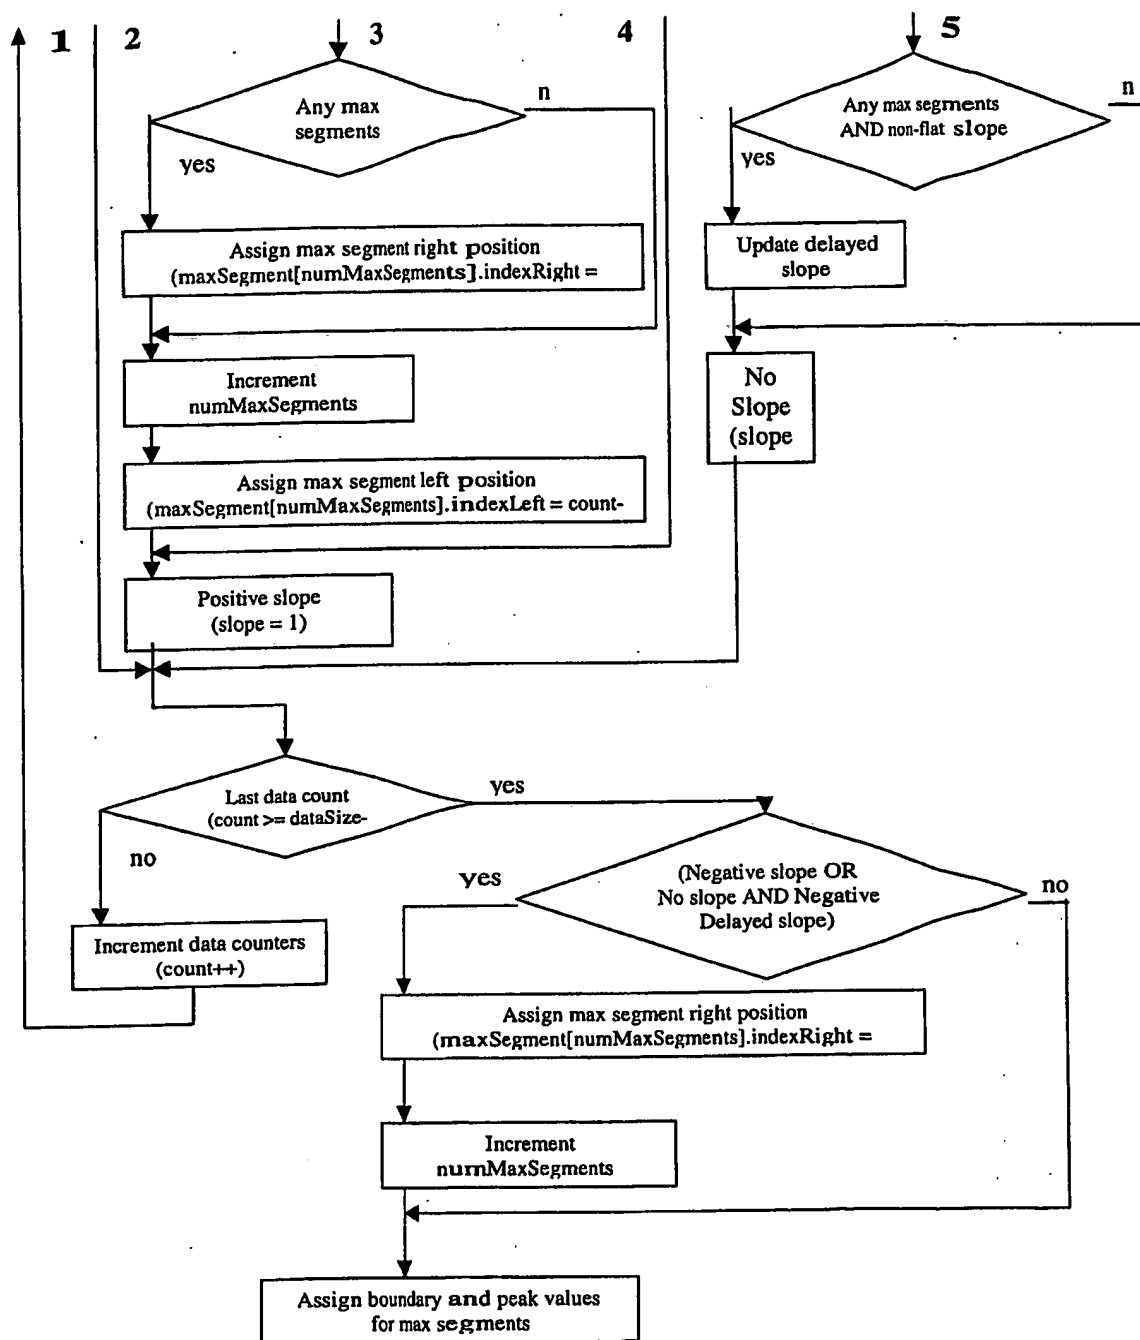 1
2
3
4
5
Any max
segments
n
yes
Any max segments
AND non-flat slope
n
yes
Assign max segment right position
(maxSegment[numMaxSegments].indexRight =
Update delayed
slope
Increment
numMaxSegments
No
Slope
(slope
Assign max segment left position
(maxSegment[numMaxSegments].indexLeft = count-
Positive slope
(slope = 1)
Last data count
(count >= dataSize-
yes
no
(Negative slope OR
No slope AND Negative
Delayed slope)
yes
no
Increment data counters
(count++)
Assign max segment right position
(maxSegment[numMaxSegments].indexRight =
Increment
numMaxSegments
Assign boundary and peak values
for max segments